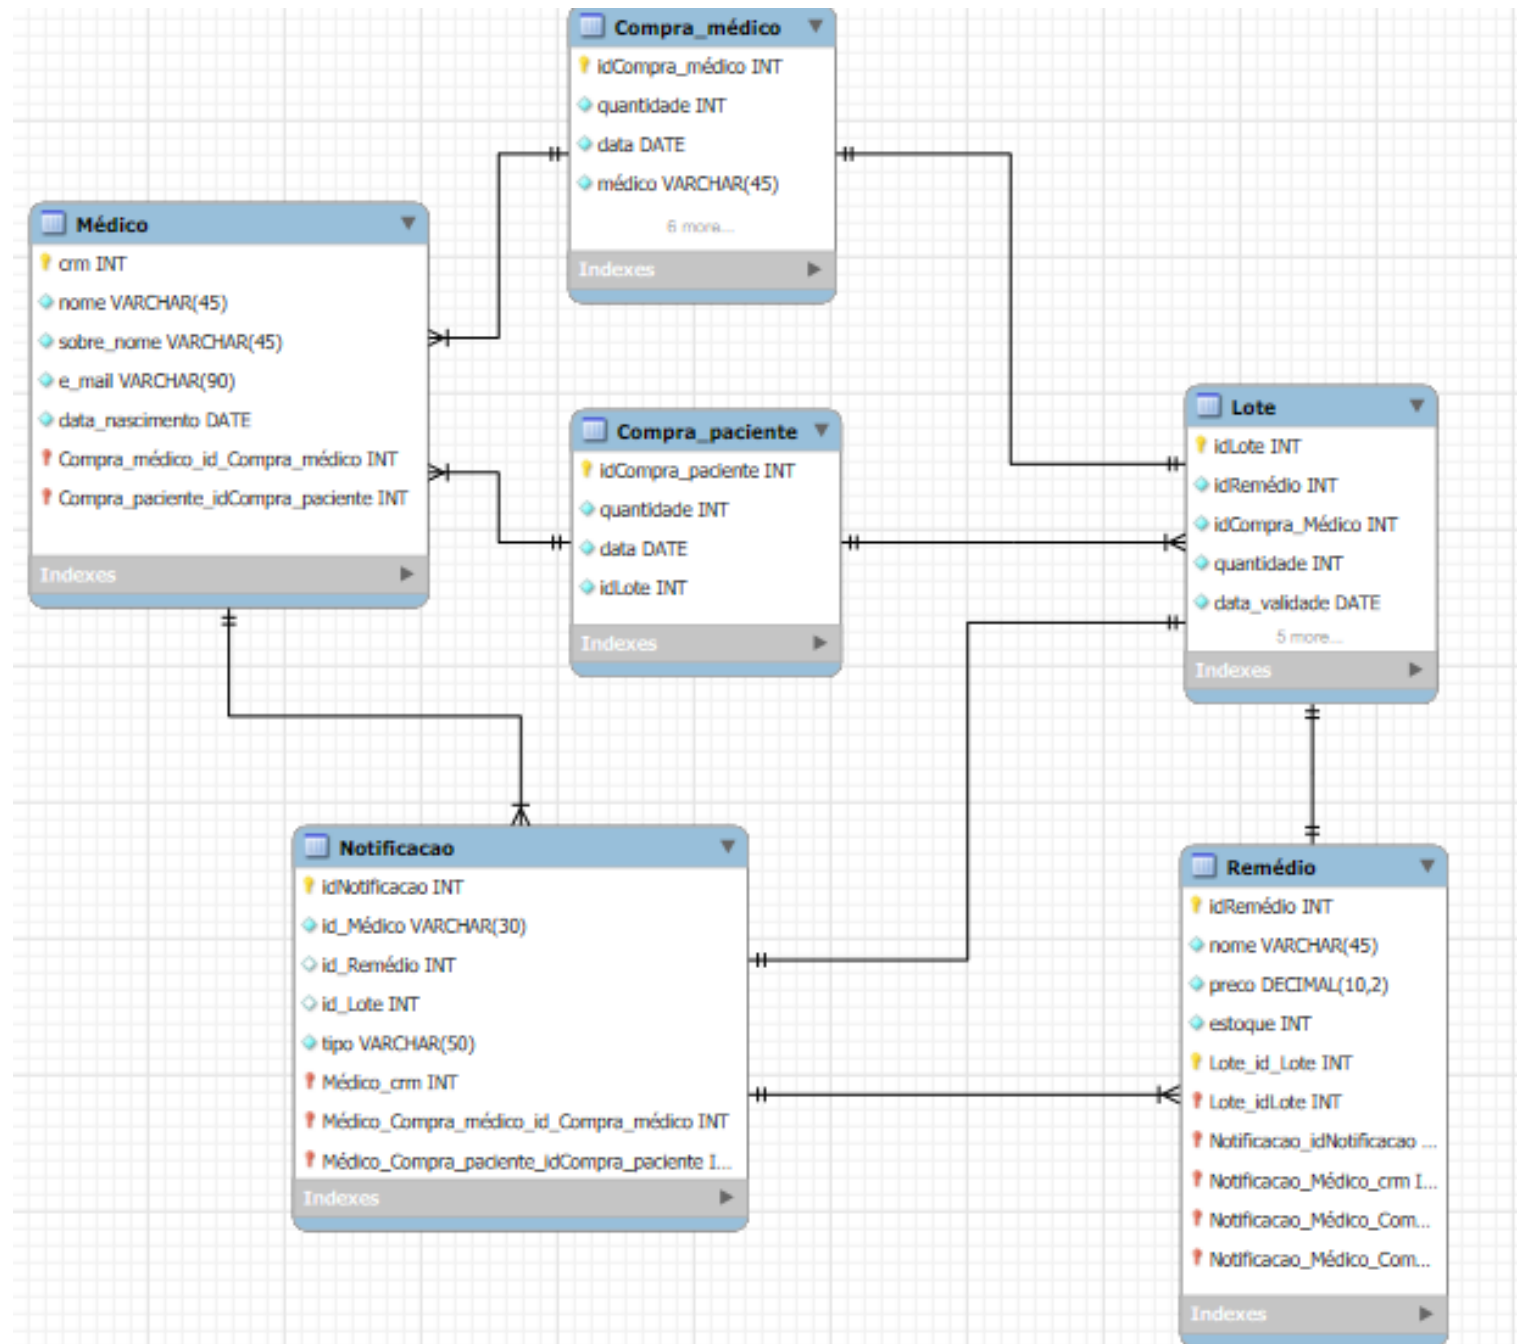 Compra_médico
idCompra_médico INT
quantidade INT
data DATE
médico VARCHAR(45)
6 more...
Indexes
Médico
crm INT
nome VARCHAR(45)
sobre_nome VARCHAR(45)
e_mail VARCHAR(90)
data_nascimento DATE
Compra_médico_id_Compra_médico INT
Compra_paciente_idCompra_paciente INT
Indexes
Compra_paciente
idCompra_paciente INT
quantidade INT
data DATE
idLote INT
Indexes
Lote
idLote INT
idRemédio INT
idCompra_Médico INT
quantidade INT
data_validade DATE
5 more...
Indexes
Notificacao
idNotificacao INT
id_Médico VARCHAR(30)
id_Remédio INT
id_Lote INT
tipo VARCHAR(50)
Médico_crm INT
Médico_Compra_médico_id_Compra_médico INT
Médico_Compra_paciente_idCompra_paciente I...
Indexes
Remédio
idRemédio INT
nome VARCHAR(45)
preco DECIMAL(10,2)
estoque INT
Lote_id_Lote INT
Lote_idLote INT
Notificacao_idNotificacao ...
Notificacao_Médico_crm I...
Notificacao_Médico_Com...
Notificacao_Médico_Com...
Indexes